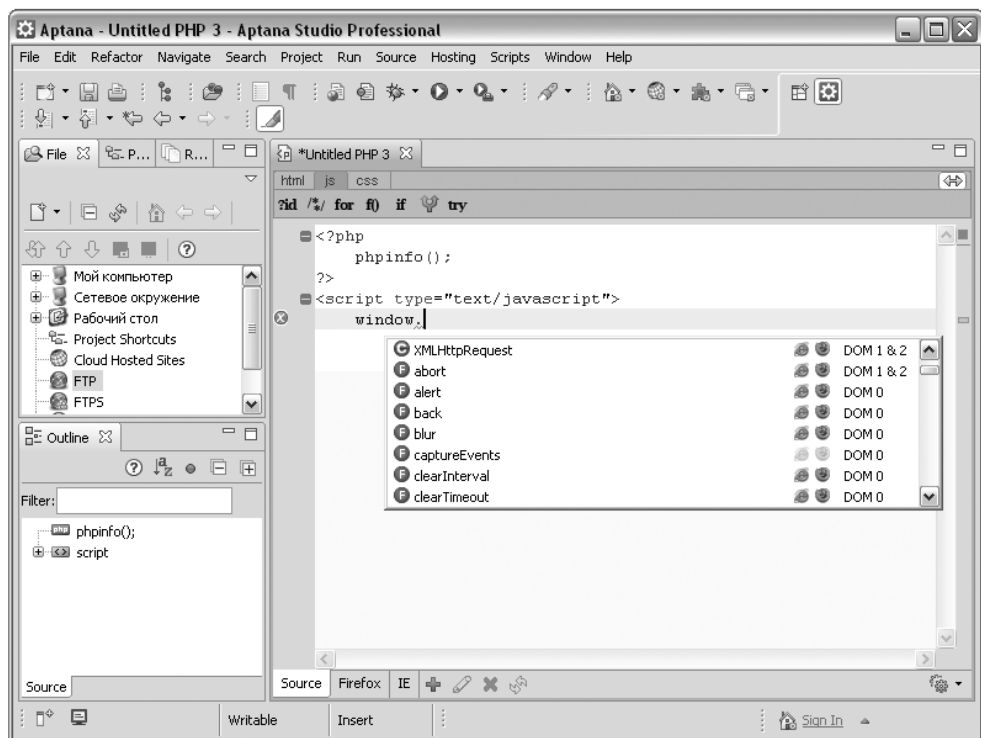 Aptana - Untitled PHP 3 - Aptana Studio Professional
File Edit Refactor Navigate Search Project Run Source Hosting Scripts Window Help
File P... R...
Мой компьютер
Сетевое окружение
Рабочий стол
Project Shortcuts
Cloud Hosted Sites
FTP
FTPS
Outline
Filter:
phpinfo();
script
Source
*Untitled PHP 3
html js css
?id /*/ for f() if try
<?php
phpinfo();
?>
<script type="text/javascript">
window.
XMLHttpRequest DOM 1 & 2
abort DOM 1 & 2
alert DOM 0
back DOM 0
blur DOM 0
captureEvents DOM 0
clearInterval DOM 0
clearTimeout DOM 0
Source Firefox IE
Writable Insert Sign In